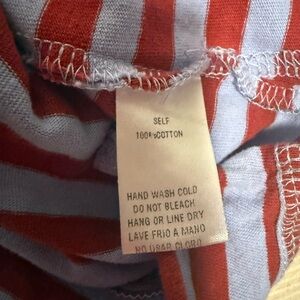 SELF
100% COTTON
HAND WASH COLD
DO NOT BLEACH
HANG OR LINE DRY
LAVE FRIO A MANO
NO USAR CLORO